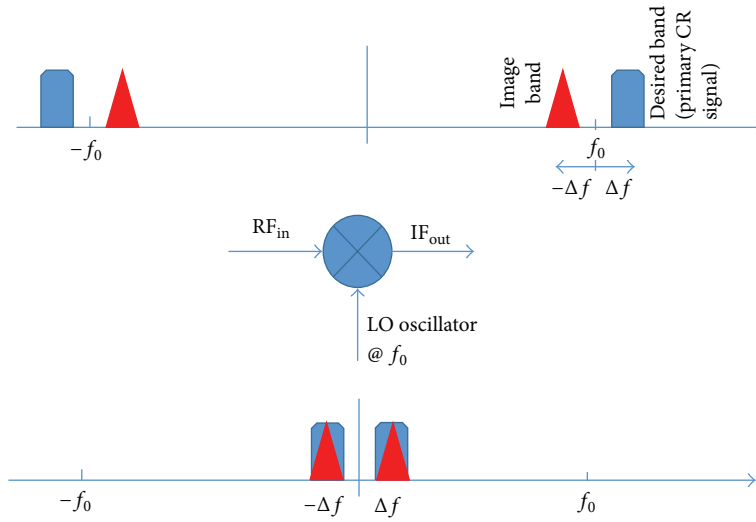 Image
band
Desired band
(primary CR
signal)
−f₀
f₀
−Δf
Δf
RFᵢₙ
IFₒᵤₜ
LO oscillator
@ f₀
−f₀
−Δf
Δf
f₀